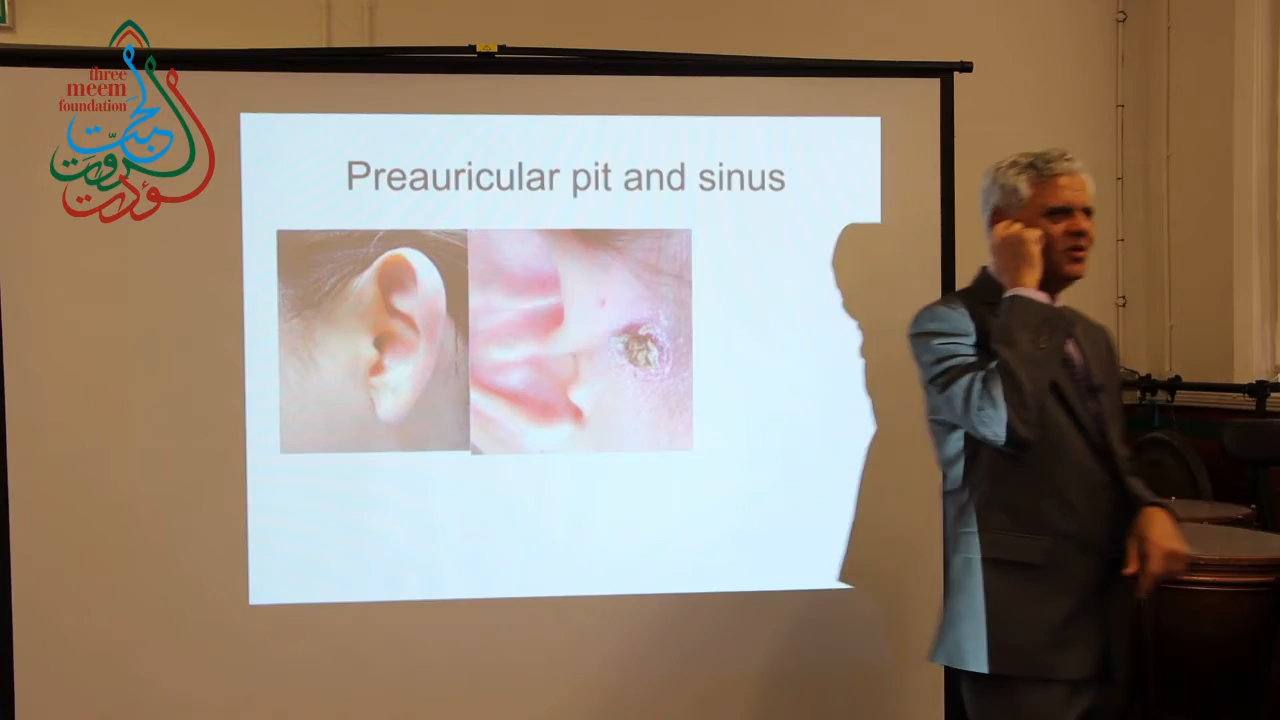 three
meem
foundation
Preauricular pit and sinus